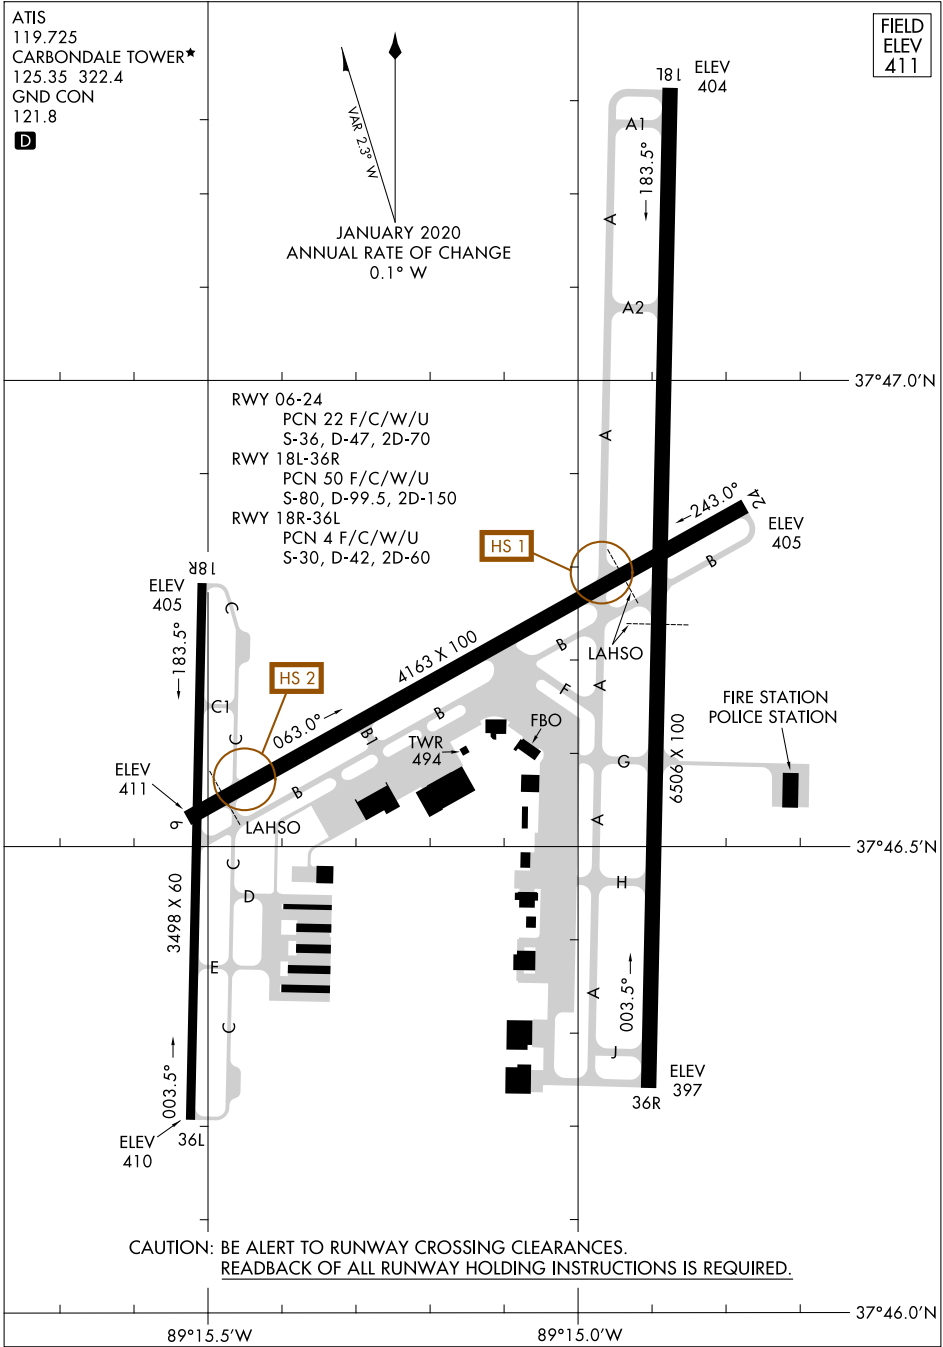 ATIS
119.725
CARBONDALE TOWER★
125.35 322.4
GND CON
121.8
D
FIELD
ELEV
411
VAR 2.3° W
JANUARY 2020
ANNUAL RATE OF CHANGE
0.1° W
18L
ELEV
404
A1
183.5°
A
A2
37°47.0'N
RWY 06-24
PCN 22 F/C/W/U
S-36, D-47, 2D-70
RWY 18L-36R
PCN 50 F/C/W/U
S-80, D-99.5, 2D-150
RWY 18R-36L
PCN 4 F/C/W/U
S-30, D-42, 2D-60
A
243.0°
24
ELEV
405
HS 1
B
18R
ELEV
405
C
183.5°
C1
C
HS 2
063.0°
4163 X 100
B
LAHSO
A
F
B
B1
B
TWR
494
FBO
FIRE STATION
POLICE STATION
G
6506 X 100
ELEV
411
6
LAHSO
A
37°46.5'N
C
D
3498 X 60
E
C
H
A
003.5°
J
ELEV
397
36R
003.5°
ELEV
410
36L
CAUTION: BE ALERT TO RUNWAY CROSSING CLEARANCES.
READBACK OF ALL RUNWAY HOLDING INSTRUCTIONS IS REQUIRED.
37°46.0'N
89°15.5'W
89°15.0'W